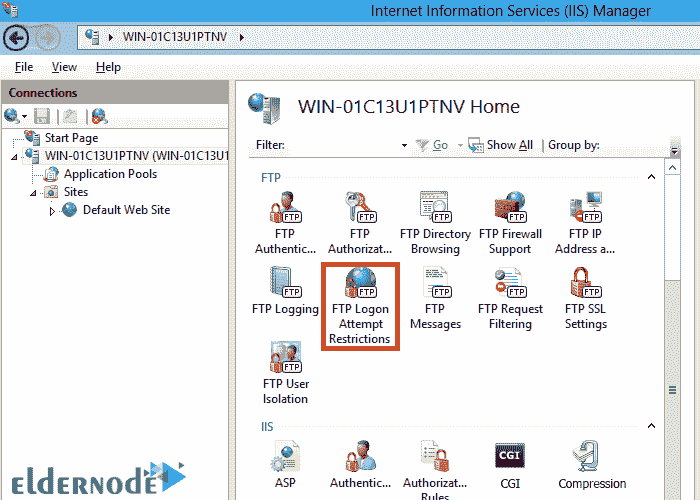 Internet Information Services (IIS) Manager
WIN-01C13U1PTNV
File View Help
Connections
Start Page
WIN-01C13U1PTNV (WIN-01C13U1
Application Pools
Sites
Default Web Site
WIN-01C13U1PTNV Home
Filter: Go Show All Group by:
FTP
FTP Authentic...
FTP Authorizat...
FTP Directory Browsing
FTP Firewall Support
FTP IP Address a...
FTP Logging
FTP Logon Attempt Restrictions
FTP Messages
FTP Request Filtering
FTP SSL Settings
FTP User Isolation
IIS
ASP
Authentic...
Authorizat... Rules
CGI
Compression
eldernode